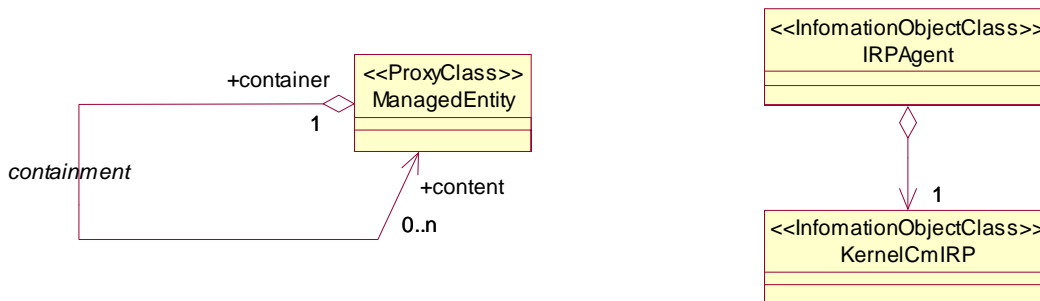 +container
1
<<ProxyClass>>
ManagedEntity
containment
+content
0..n
<<InfomationObjectClass>>
IRPAgent
1
<<InfomationObjectClass>>
KernelCmIRP